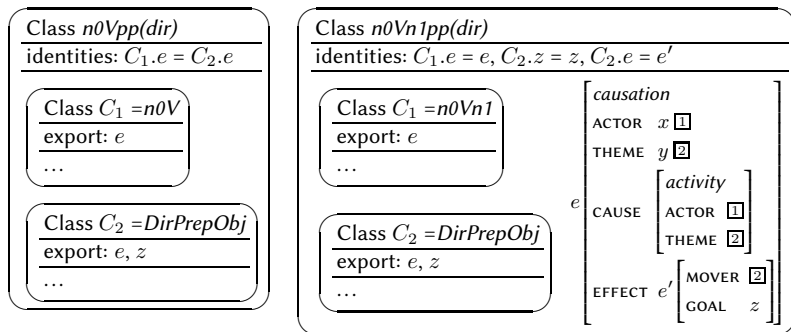 Class n0Vpp(dir)
identities: C₁.e = C₂.e
Class C₁ =n0V
export: e
...
Class C₂ =DirPrepObj
export: e, z
...
Class n0Vn1pp(dir)
identities: C₁.e = e, C₂.z = z, C₂.e = e′
Class C₁ =n0Vn1
export: e
...
Class C₂ =DirPrepObj
export: e, z
...
causation
ACTOR x 1
THEME y 2
activity
ACTOR 1
e CAUSE
THEME 2
MOVER 2
EFFECT e′
GOAL z